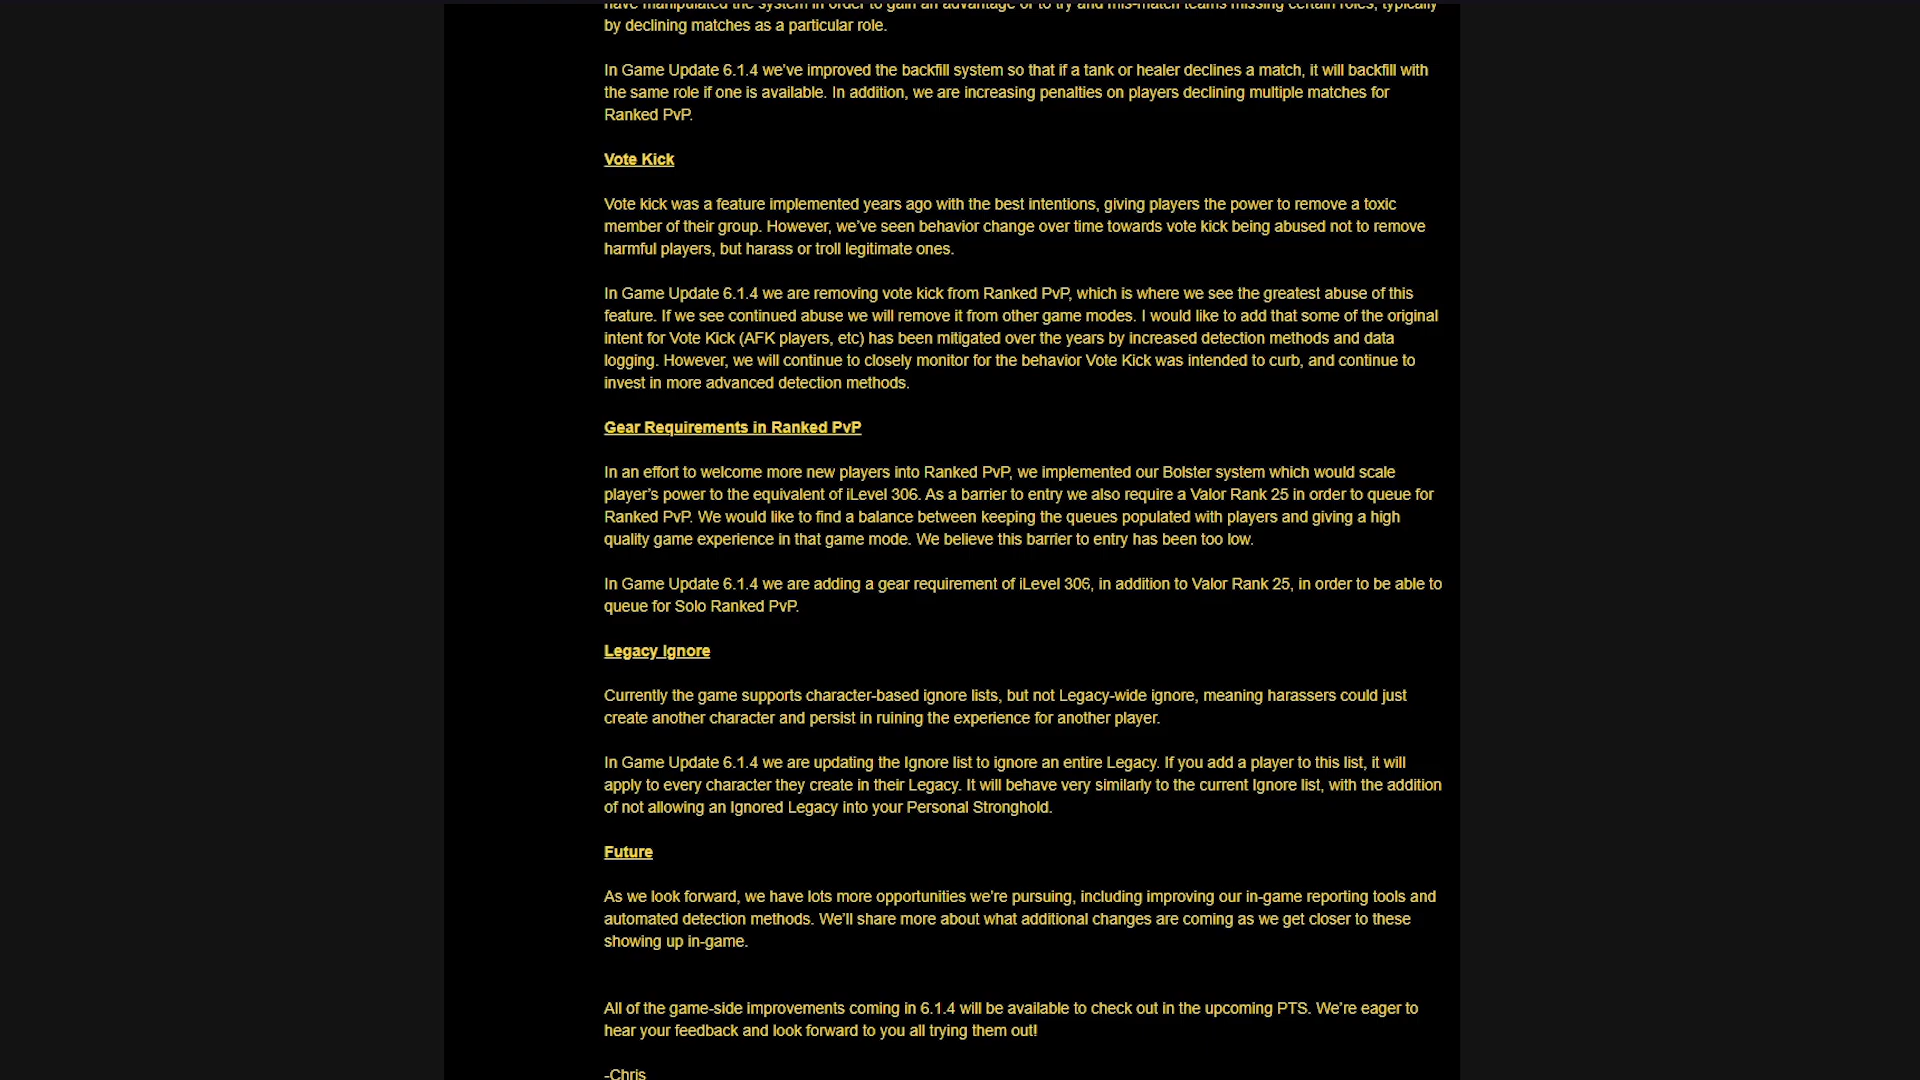 have manipulated the system in order to gain an advantage or to try and mis-match teams missing certain roles, typically
by declining matches as a particular role.
In Game Update 6.1.4 we've improved the backfill system so that if a tank or healer declines a match, it will backfill with
the same role if one is available. In addition, we are increasing penalties on players declining multiple matches for
Ranked PvP.
Vote Kick
Vote kick was a feature implemented years ago with the best intentions, giving players the power to remove a toxic
member of their group. However, we've seen behavior change over time towards vote kick being abused not to remove
harmful players, but harass or troll legitimate ones.
In Game Update 6.1.4 we are removing vote kick from Ranked PvP, which is where we see the greatest abuse of this
feature. If we see continued abuse we will remove it from other game modes. I would like to add that some of the original
intent for Vote Kick (AFK players, etc) has been mitigated over the years by increased detection methods and data
logging. However, we will continue to closely monitor for the behavior Vote Kick was intended to curb, and continue to
invest in more advanced detection methods.
Gear Requirements in Ranked PvP
In an effort to welcome more new players into Ranked PvP, we implemented our Bolster system which would scale
player's power to the equivalent of iLevel 306. As a barrier to entry we also require a Valor Rank 25 in order to queue for
Ranked PvP. We would like to find a balance between keeping the queues populated with players and giving a high
quality game experience in that game mode. We believe this barrier to entry has been too low.
In Game Update 6.1.4 we are adding a gear requirement of iLevel 306, in addition to Valor Rank 25, in order to be able to
queue for Solo Ranked PvP.
Legacy Ignore
Currently the game supports character-based ignore lists, but not Legacy-wide ignore, meaning harassers could just
create another character and persist in ruining the experience for another player.
In Game Update 6.1.4 we are updating the Ignore list to ignore an entire Legacy. If you add a player to this list, it will
apply to every character they create in their Legacy. It will behave very similarly to the current Ignore list, with the addition
of not allowing an Ignored Legacy into your Personal Stronghold.
Future
As we look forward, we have lots more opportunities we're pursuing, including improving our in-game reporting tools and
automated detection methods. We'll share more about what additional changes are coming as we get closer to these
showing up in-game.
All of the game-side improvements coming in 6.1.4 will be available to check out in the upcoming PTS. We're eager to
hear your feedback and look forward to you all trying them out!
-Chris